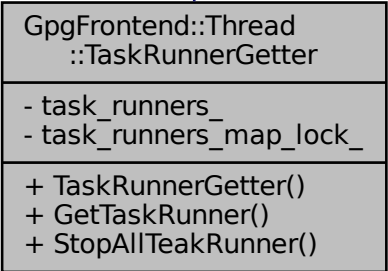 GpgFrontend::Thread
::TaskRunnerGetter
- task_runners_
- task_runners_map_lock_
+ TaskRunnerGetter()
+ GetTaskRunner()
+ StopAllTeakRunner()